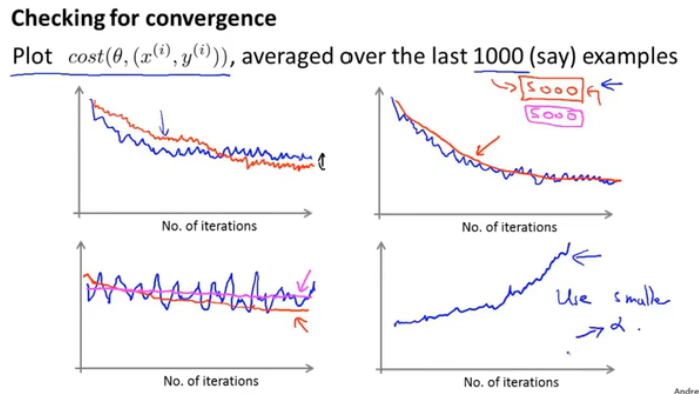 Checking for convergence
Plot cost(θ, (x^(i), y^(i))), averaged over the last 1000 (say) examples
5000
5000
No. of iterations
No. of iterations
Use smaller
α.
No. of iterations
No. of iterations
Andre